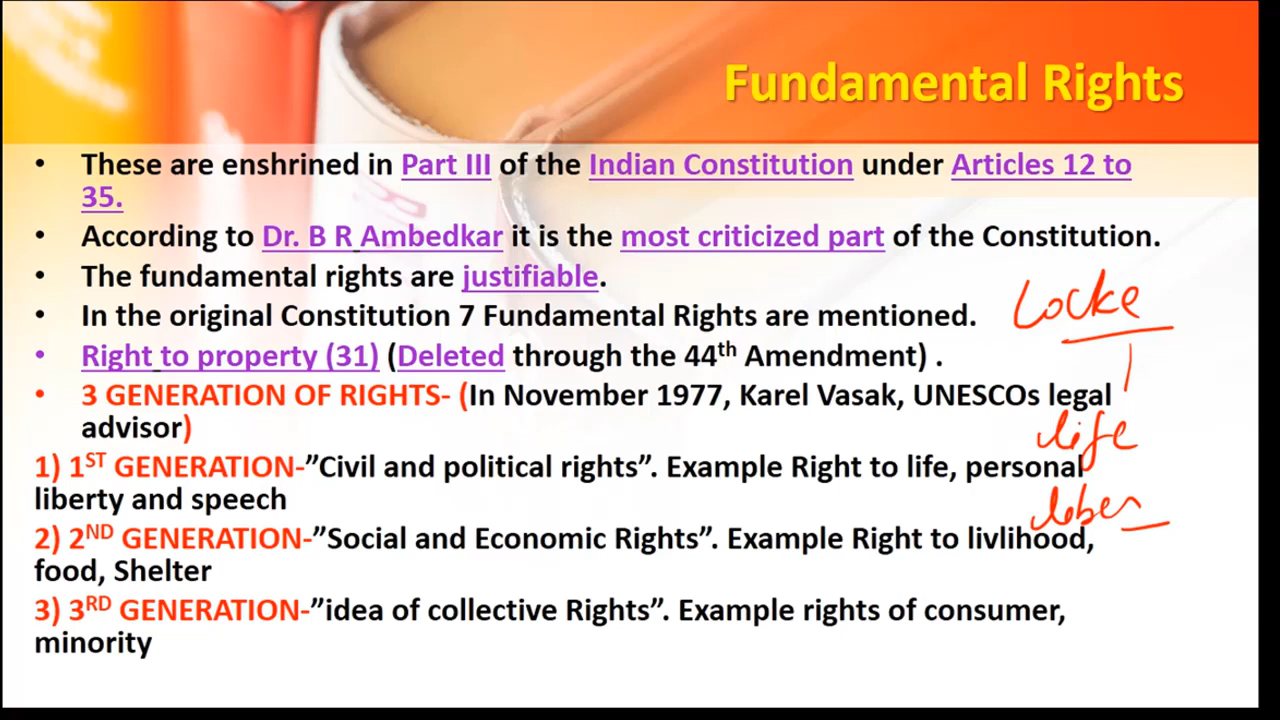 Fundamental Rights
• These are enshrined in Part III of the Indian Constitution under Articles 12 to
35.
• According to Dr. B R Ambedkar it is the most criticized part of the Constitution.
• The fundamental rights are justifiable.
• In the original Constitution 7 Fundamental Rights are mentioned.
Locke
• Right to property (31) (Deleted through the 44th Amendment) .
• 3 GENERATION OF RIGHTS- (In November 1977, Karel Vasak, UNESCOs legal
advisor)
life
1) 1ST GENERATION-”Civil and political rights”. Example Right to life, personal
liberty and speech
2) 2ND GENERATION-”Social and Economic Rights”. Example Right to livlihood,
food, Shelter
3) 3RD GENERATION-”idea of collective Rights”. Example rights of consumer,
minority